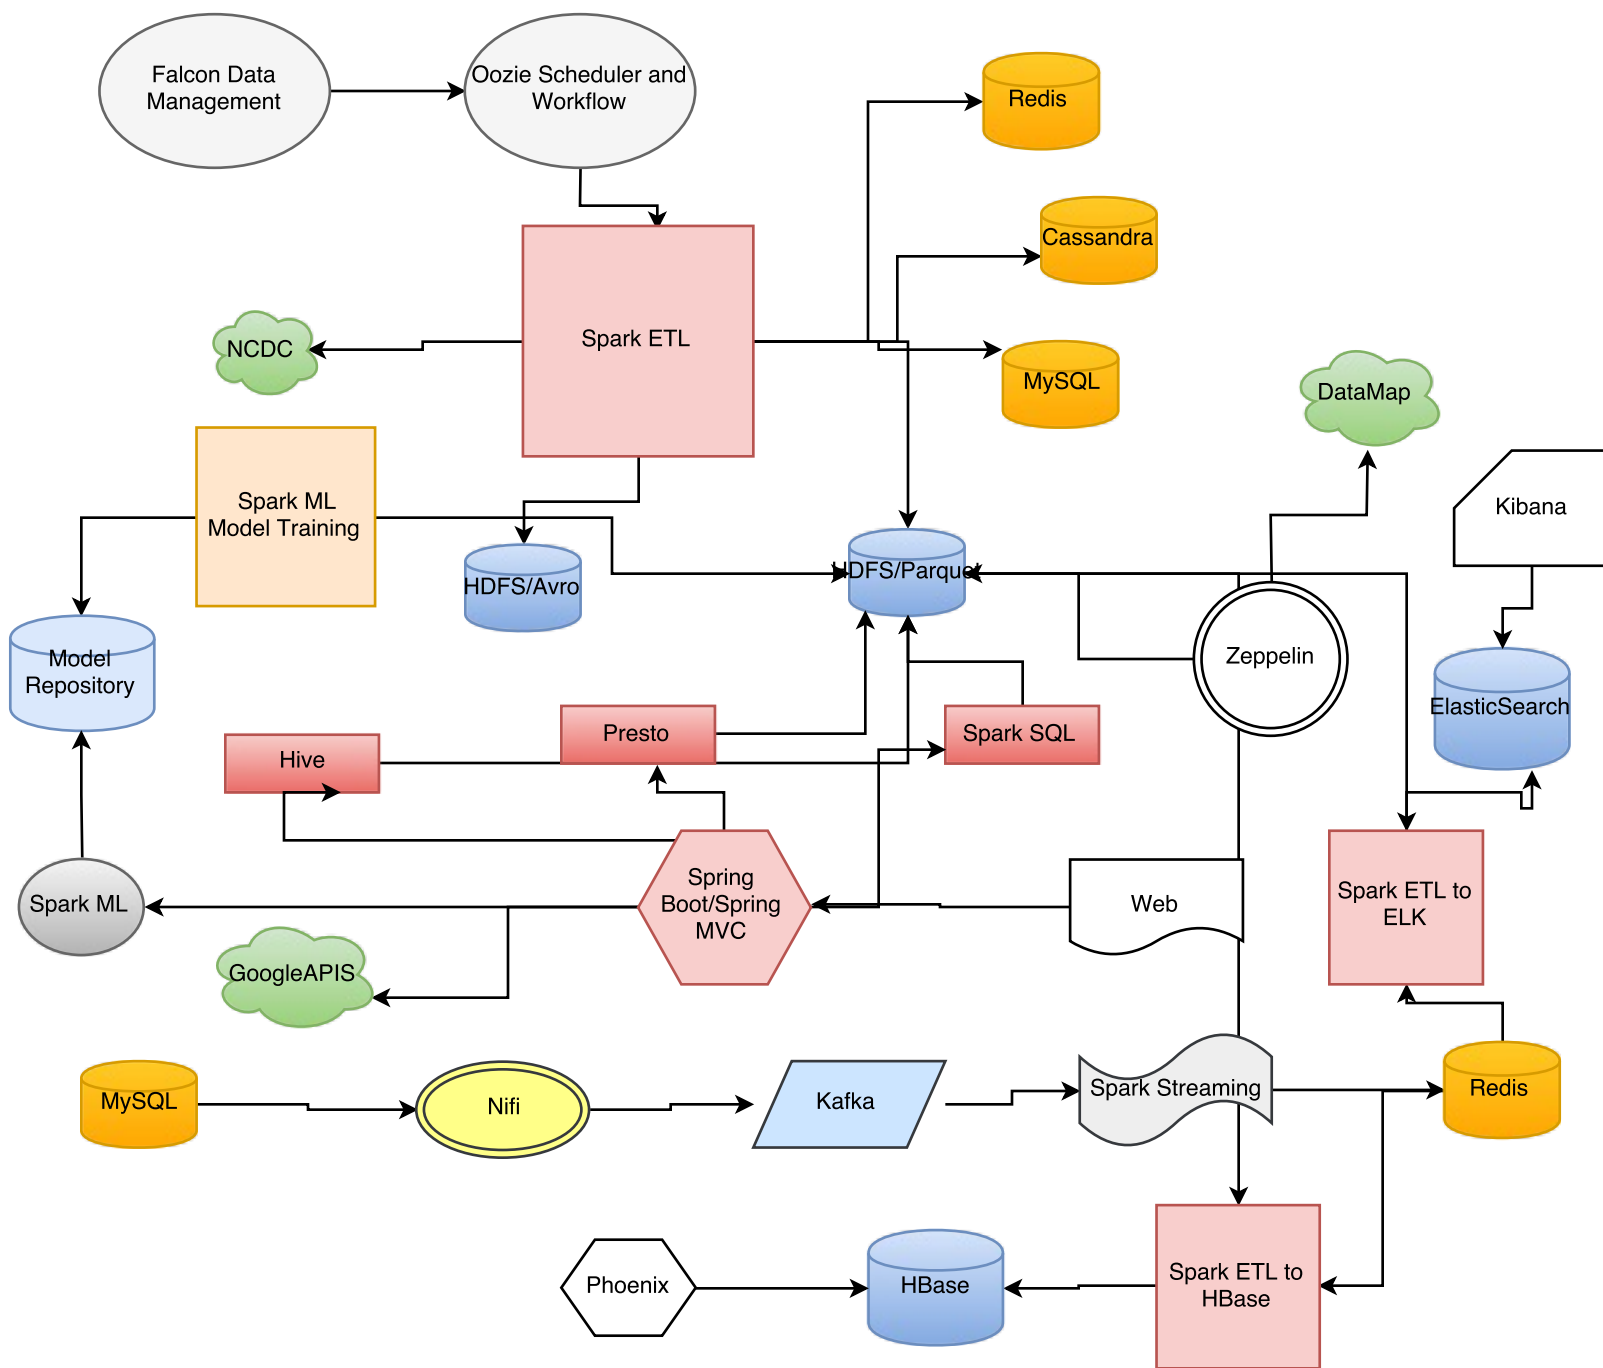 Falcon Data
Management
Oozie Scheduler and
Workflow
Redis
Cassandra
Spark ETL
NCDC
MySQL
DataMap
Spark ML
Model Training
Kibana
HDFS/Avro
HDFS/Parquet
Zeppelin
Model
Repository
ElasticSearch
Hive
Presto
Spark SQL
Spark ML
Spring
Boot/Spring
MVC
Web
Spark ETL to
ELK
GoogleAPIS
MySQL
Nifi
Kafka
Spark Streaming
Redis
Phoenix
HBase
Spark ETL to
HBase